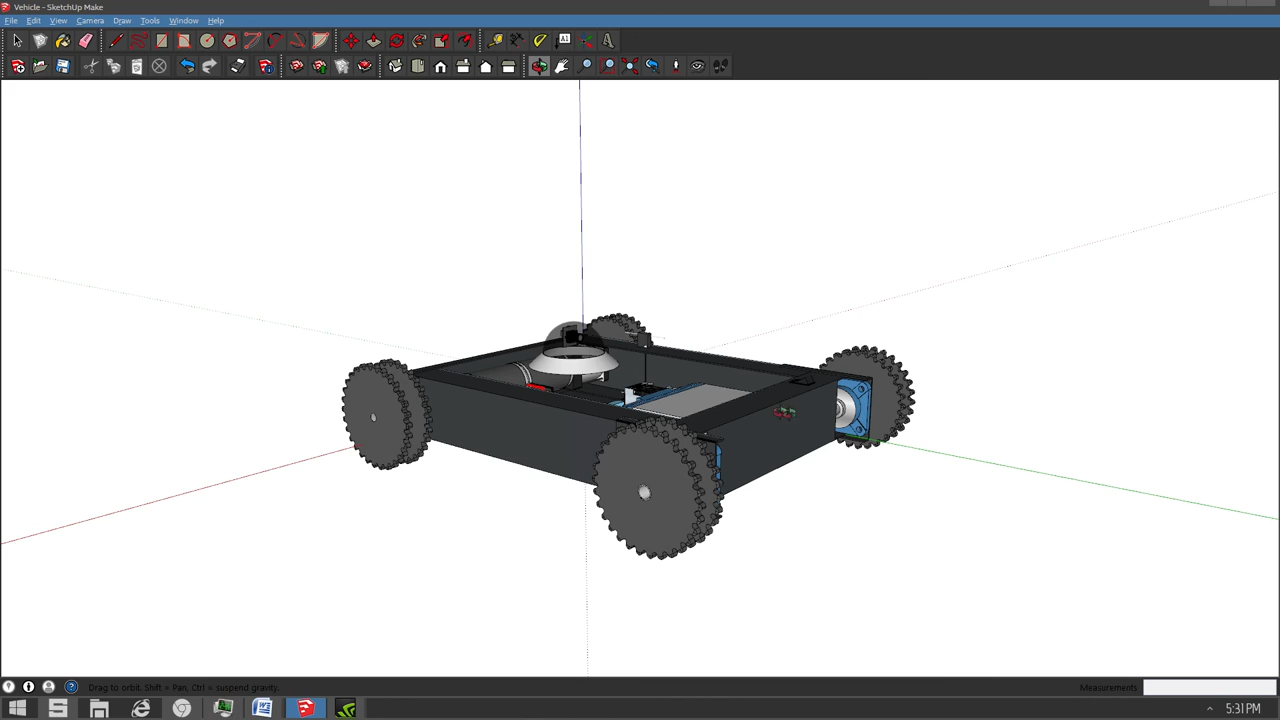 Vehicle - SketchUp Make
File Edit View Camera Draw Tools Window Help
A1
Drag to orbit: Shift = Pan, Ctrl = suspend gravity.
Measurements
5:31 PM